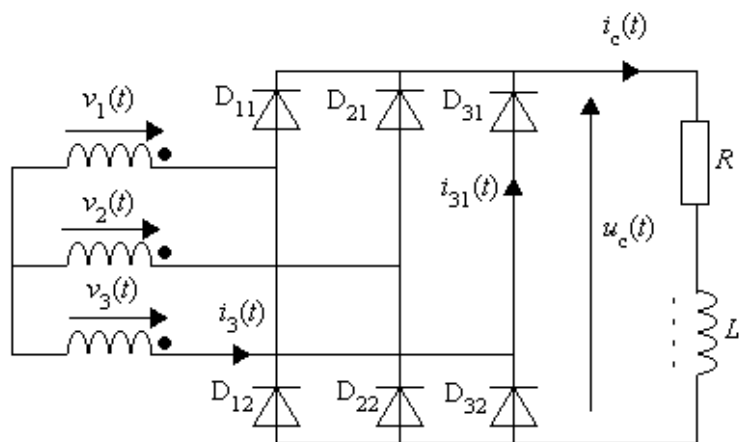 i_c(t)
v_1(t)
D_11
D_21
D_31
R
v_2(t)
i_31(t)
u_c(t)
v_3(t)
i_3(t)
L
D_12
D_22
D_32